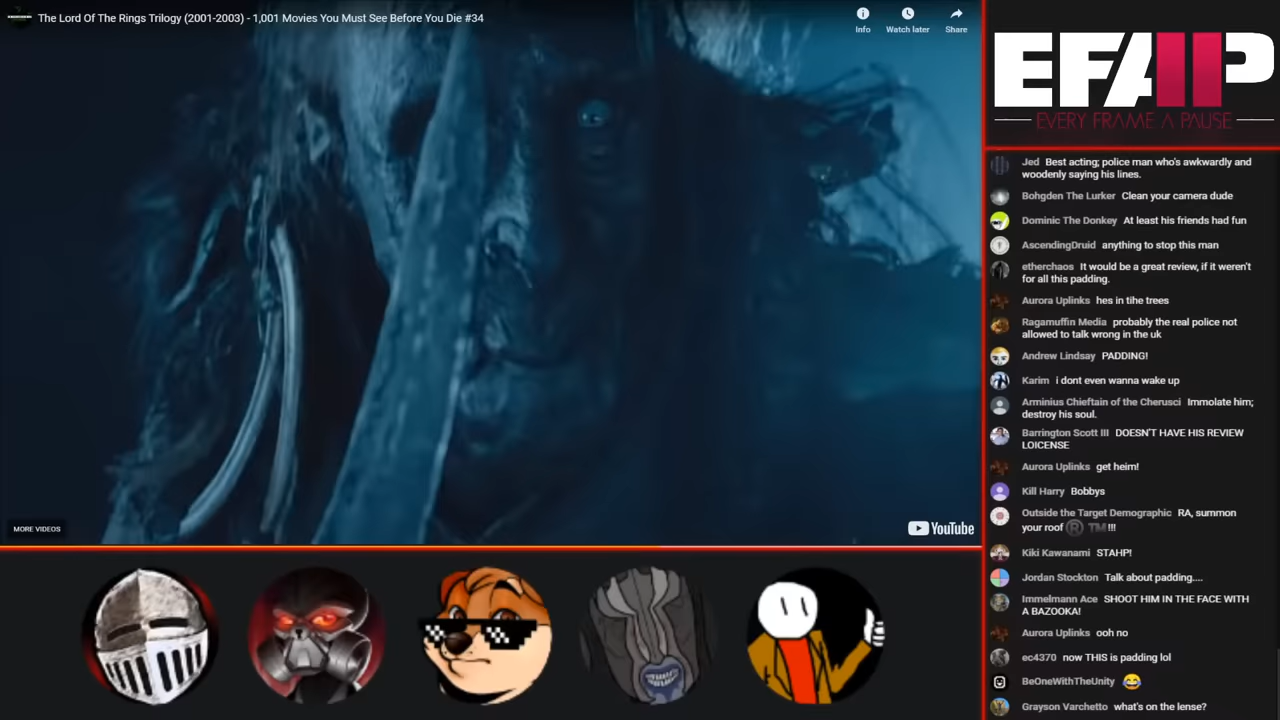 The Lord Of The Rings Trilogy (2001-2003) - 1,001 Movies You Must See Before You Die #34
Info
Watch later
Share
MORE VIDEOS
YouTube
EFAP
EVERY FRAME A PAUSE
Jed Best acting; police man who's awkwardly and
woodenly saying his lines.
Bohgden The Lurker Clean your camera dude
Dominic The Donkey At least his friends had fun
AscendingDruid anything to stop this man
etherchaos It would be a great review, if it weren't
for all this padding.
Aurora Uplinks hes in tihe trees
Ragamuffin Media probably the real police not
allowed to talk wrong in the uk
Andrew Lindsay PADDING!
Karim i dont even wanna wake up
Arminius Chieftain of the Cherusci Immolate him;
destroy his soul.
Barrington Scott III DOESN'T HAVE HIS REVIEW
LOICENSE
Aurora Uplinks get heim!
Kill Harry Bobbys
Outside the Target Demographic RA, summon
your roof ® TM !!!
Kiki Kawanami STAHP!
Jordan Stockton Talk about padding....
Immelmann Ace SHOOT HIM IN THE FACE WITH
A BAZOOKA!
Aurora Uplinks ooh no
ec4370 now THIS is padding lol
BeOneWithTheUnity 😂
Grayson Varchetto what's on the lense?